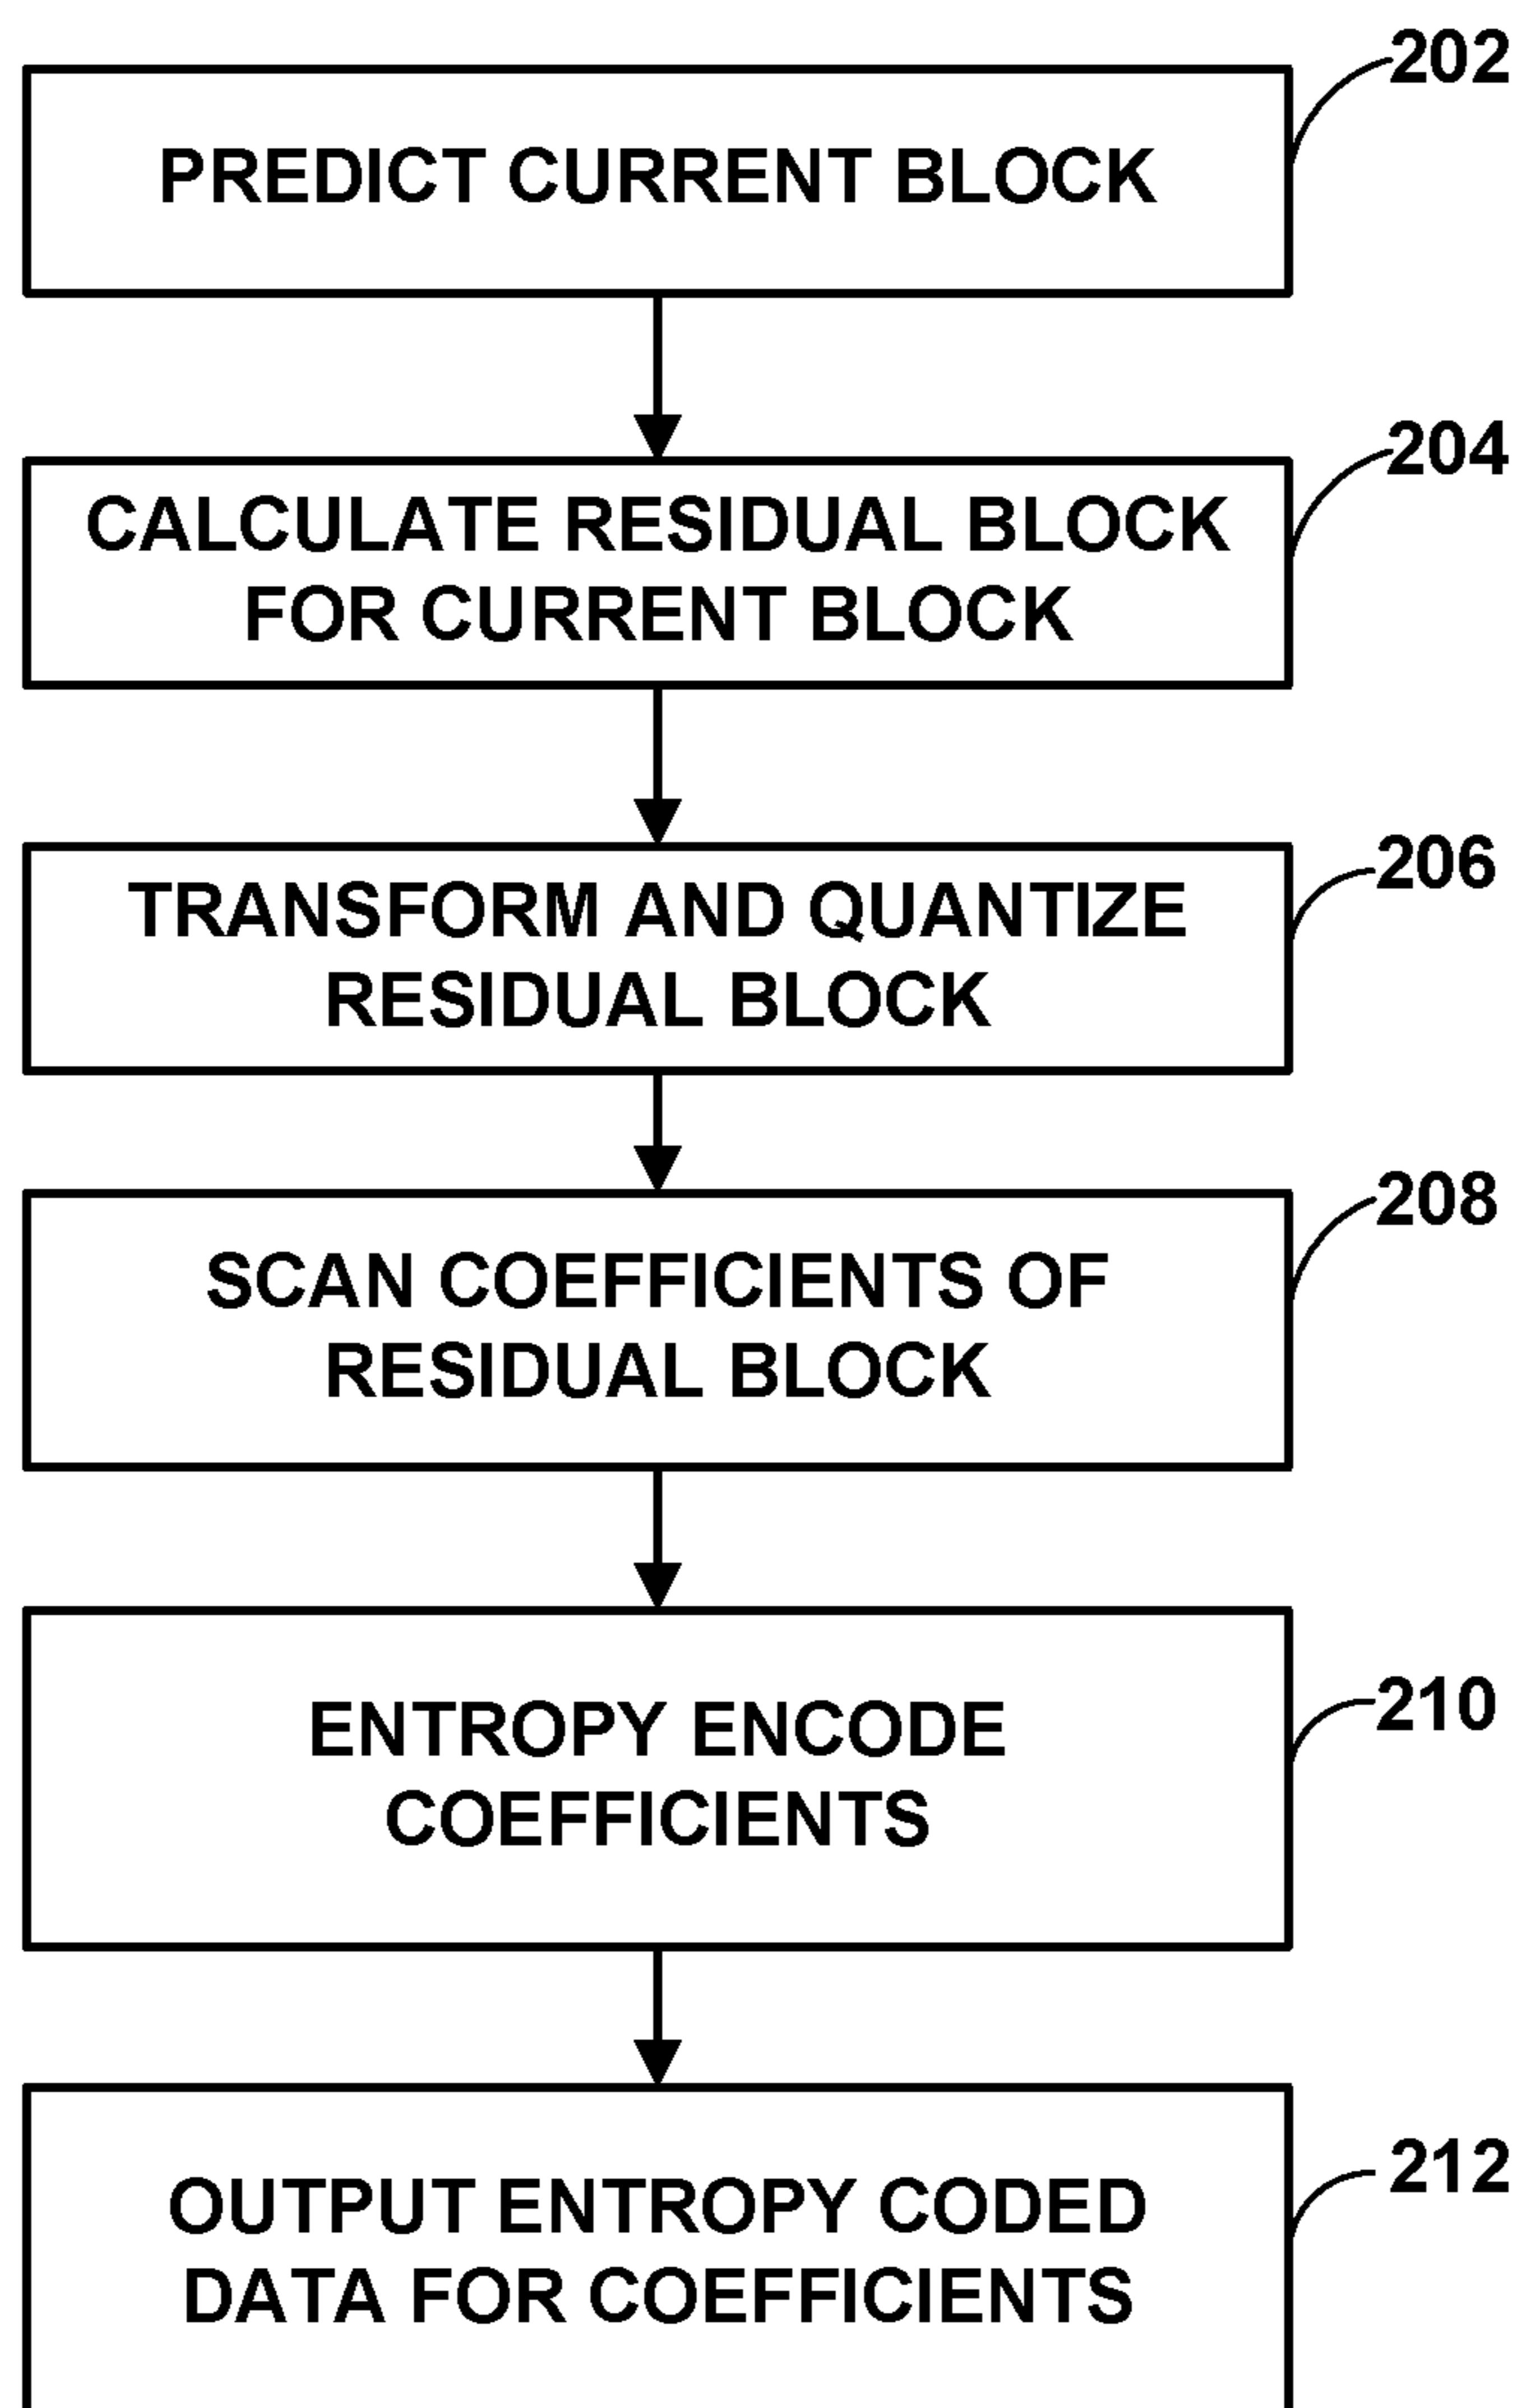 202
PREDICT CURRENT BLOCK
204
CALCULATE RESIDUAL BLOCK
FOR CURRENT BLOCK
206
TRANSFORM AND QUANTIZE
RESIDUAL BLOCK
208
SCAN COEFFICIENTS OF
RESIDUAL BLOCK
210
ENTROPY ENCODE
COEFFICIENTS
212
OUTPUT ENTROPY CODED
DATA FOR COEFFICIENTS